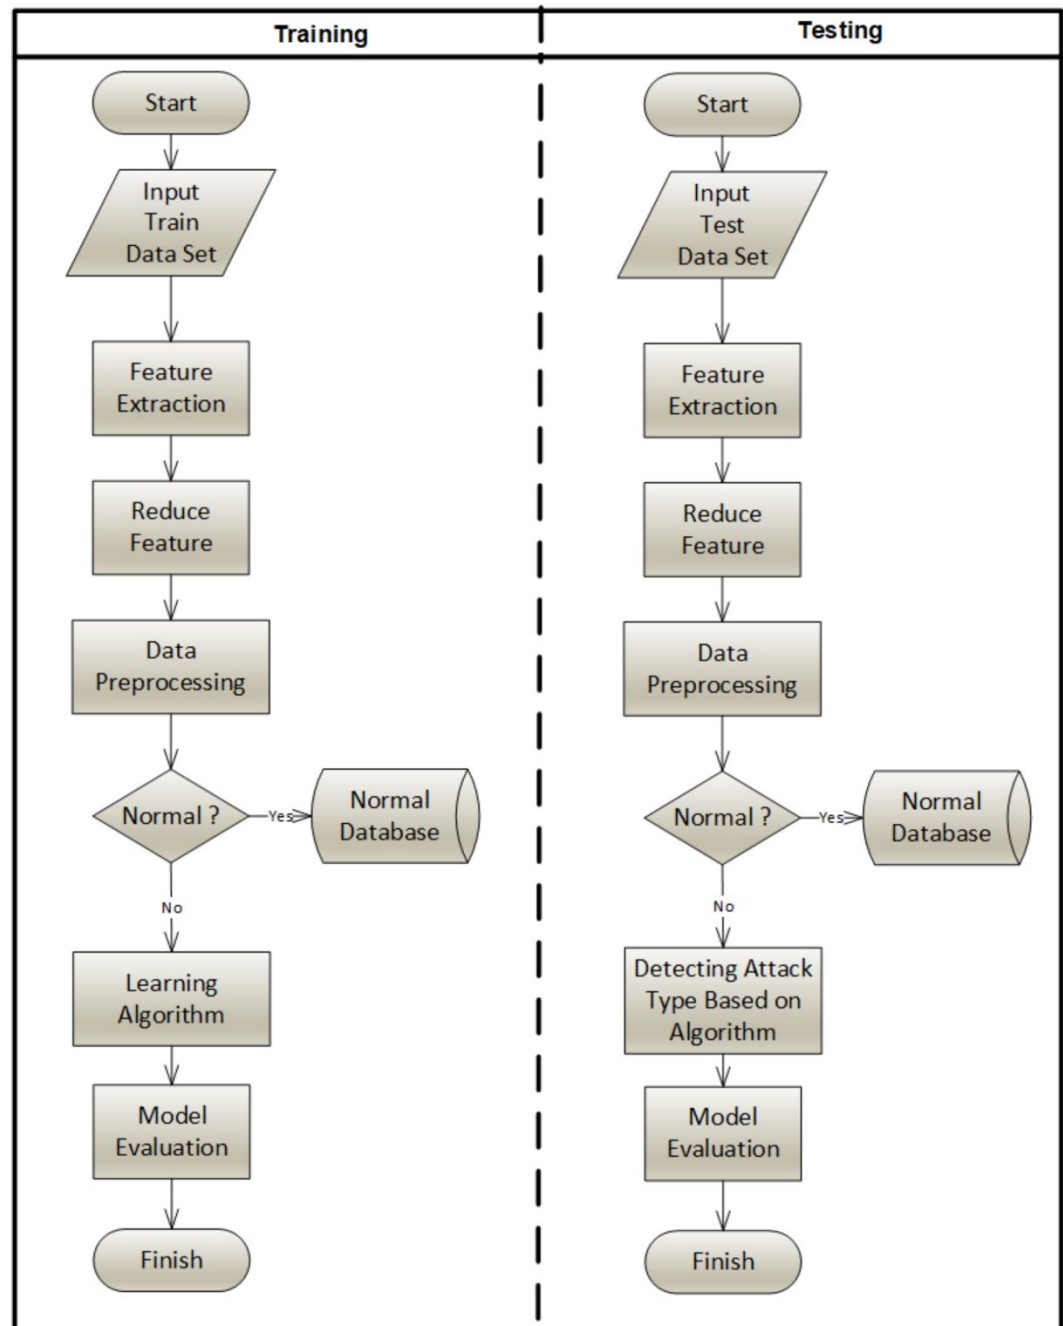 Training
Start
Input
Train
Data Set
Feature
Extraction
Reduce
Feature
Data
Preprocessing
Normal ?
Yes
Normal
Database
No
Learning
Algorithm
Model
Evaluation
Finish
Testing
Start
Input
Test
Data Set
Feature
Extraction
Reduce
Feature
Data
Preprocessing
Normal ?
Yes
Normal
Database
No
Detecting Attack
Type Based on
Algorithm
Model
Evaluation
Finish